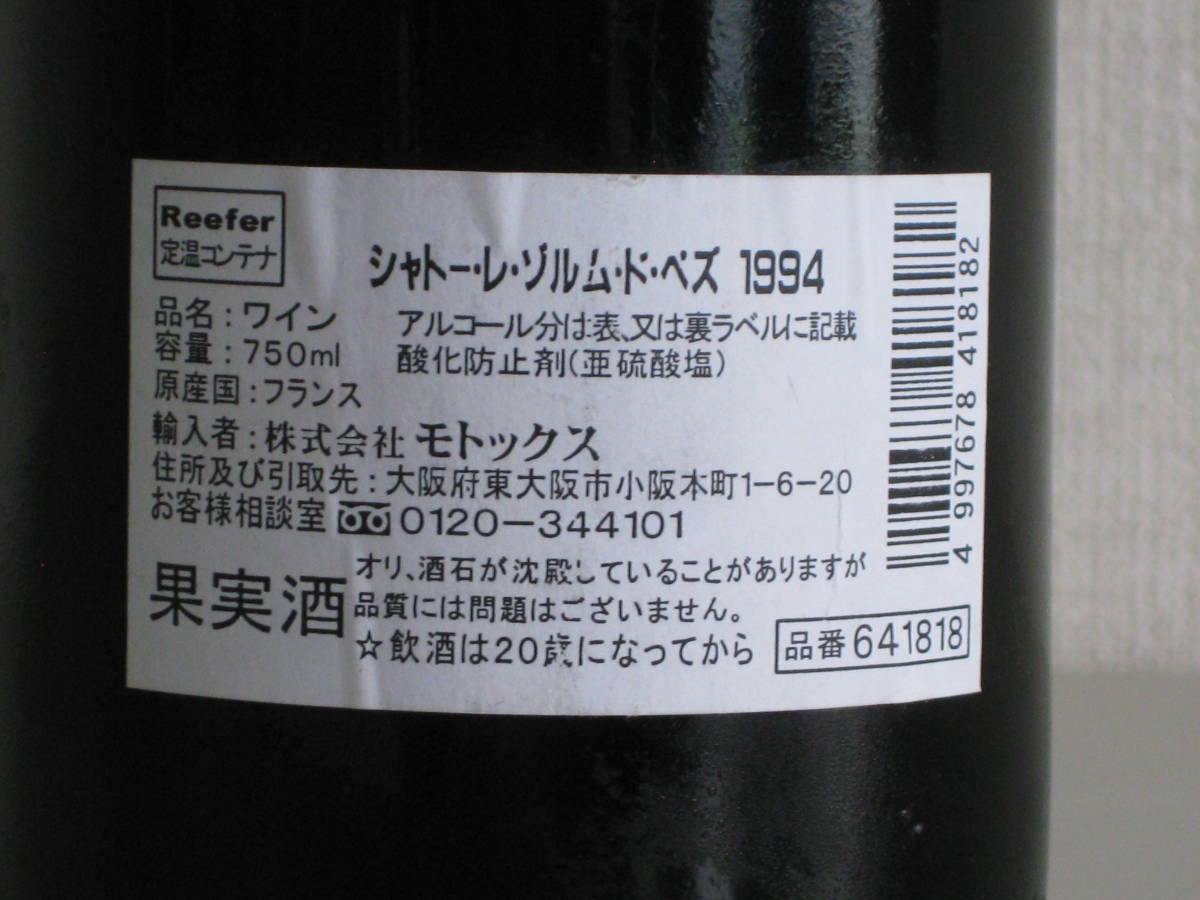 Reefer
定温コンテナ
シャトー・レ・ゾルム・ド・ペズ 1994
品名：ワイン
アルコール分は表、又は裏ラベルに記載
容量：750ml
酸化防止剤(亜硫酸塩)
原産国：フランス
輸入者：株式会社 モトックス
住所及び引取先：大阪府東大阪市小阪本町1-6-20
お客様相談室 0120-344101
果実酒
オリ、酒石が沈殿していることがありますが
品質には問題はございません。
☆飲酒は20歳になってから
品番641818
4 997678 418182